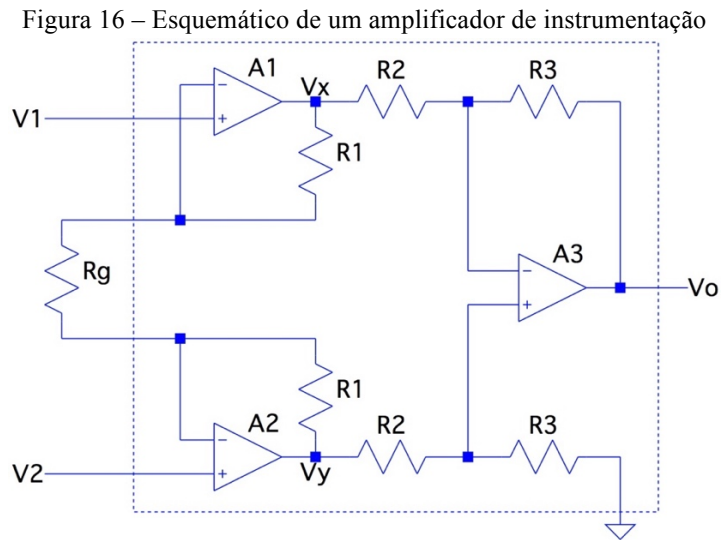 Figura 16 – Esquemático de um amplificador de instrumentação
A1
Vx
R2
R3
V1
-
+
R1
Rg
A3
-
+
Vo
R1
A2
R2
R3
-
+
V2
Vy